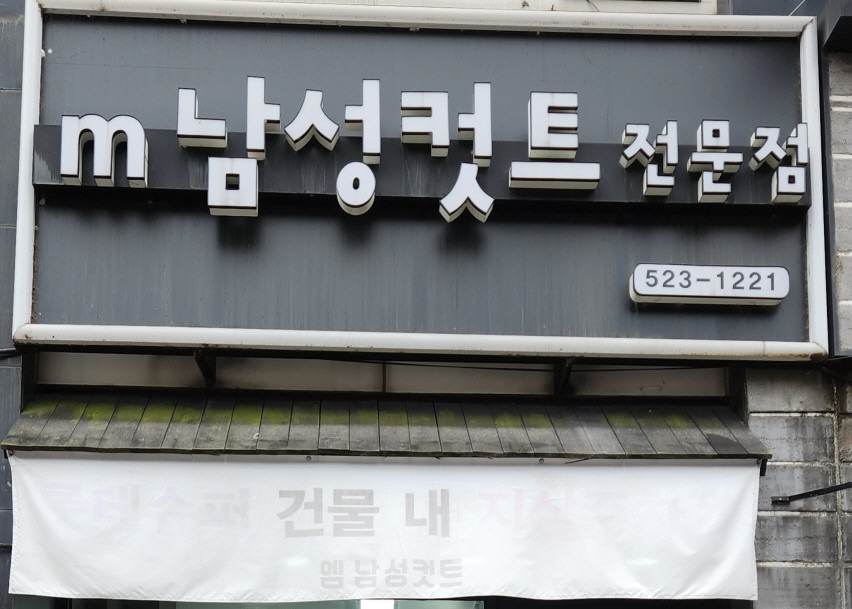 m남성컷트 전문점
523-1221
건물 내
엠 남성컷트